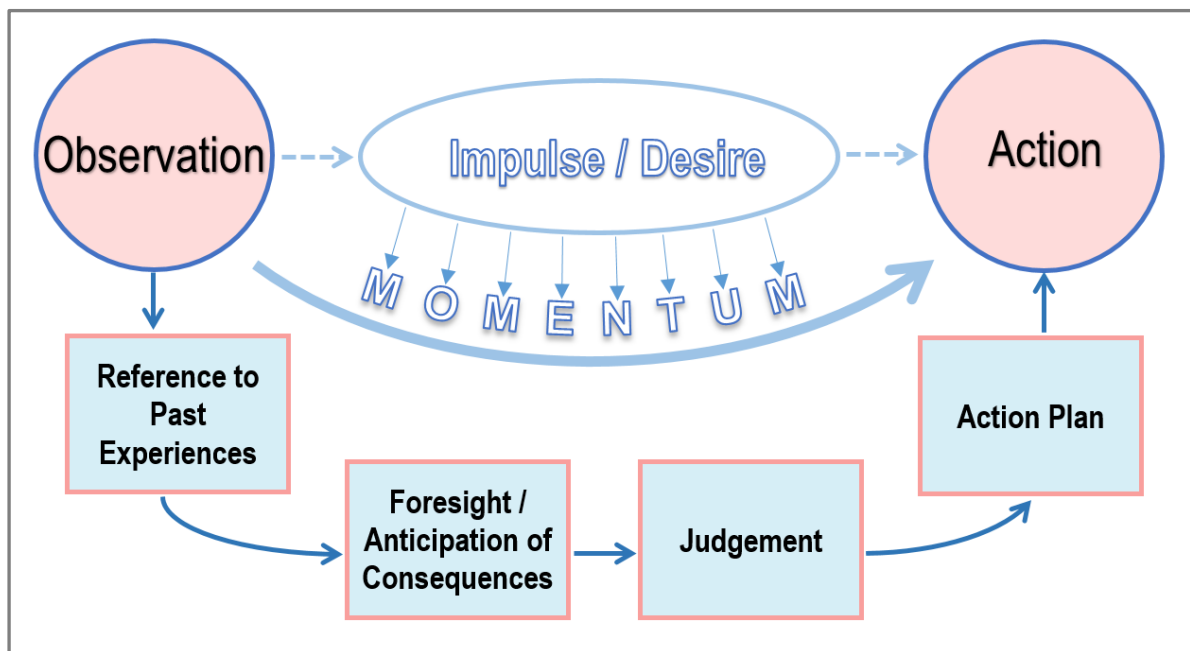 Observation
Impulse / Desire
Action
MOMENTUM
Reference to
Past
Experiences
Foresight /
Anticipation of
Consequences
Judgement
Action Plan